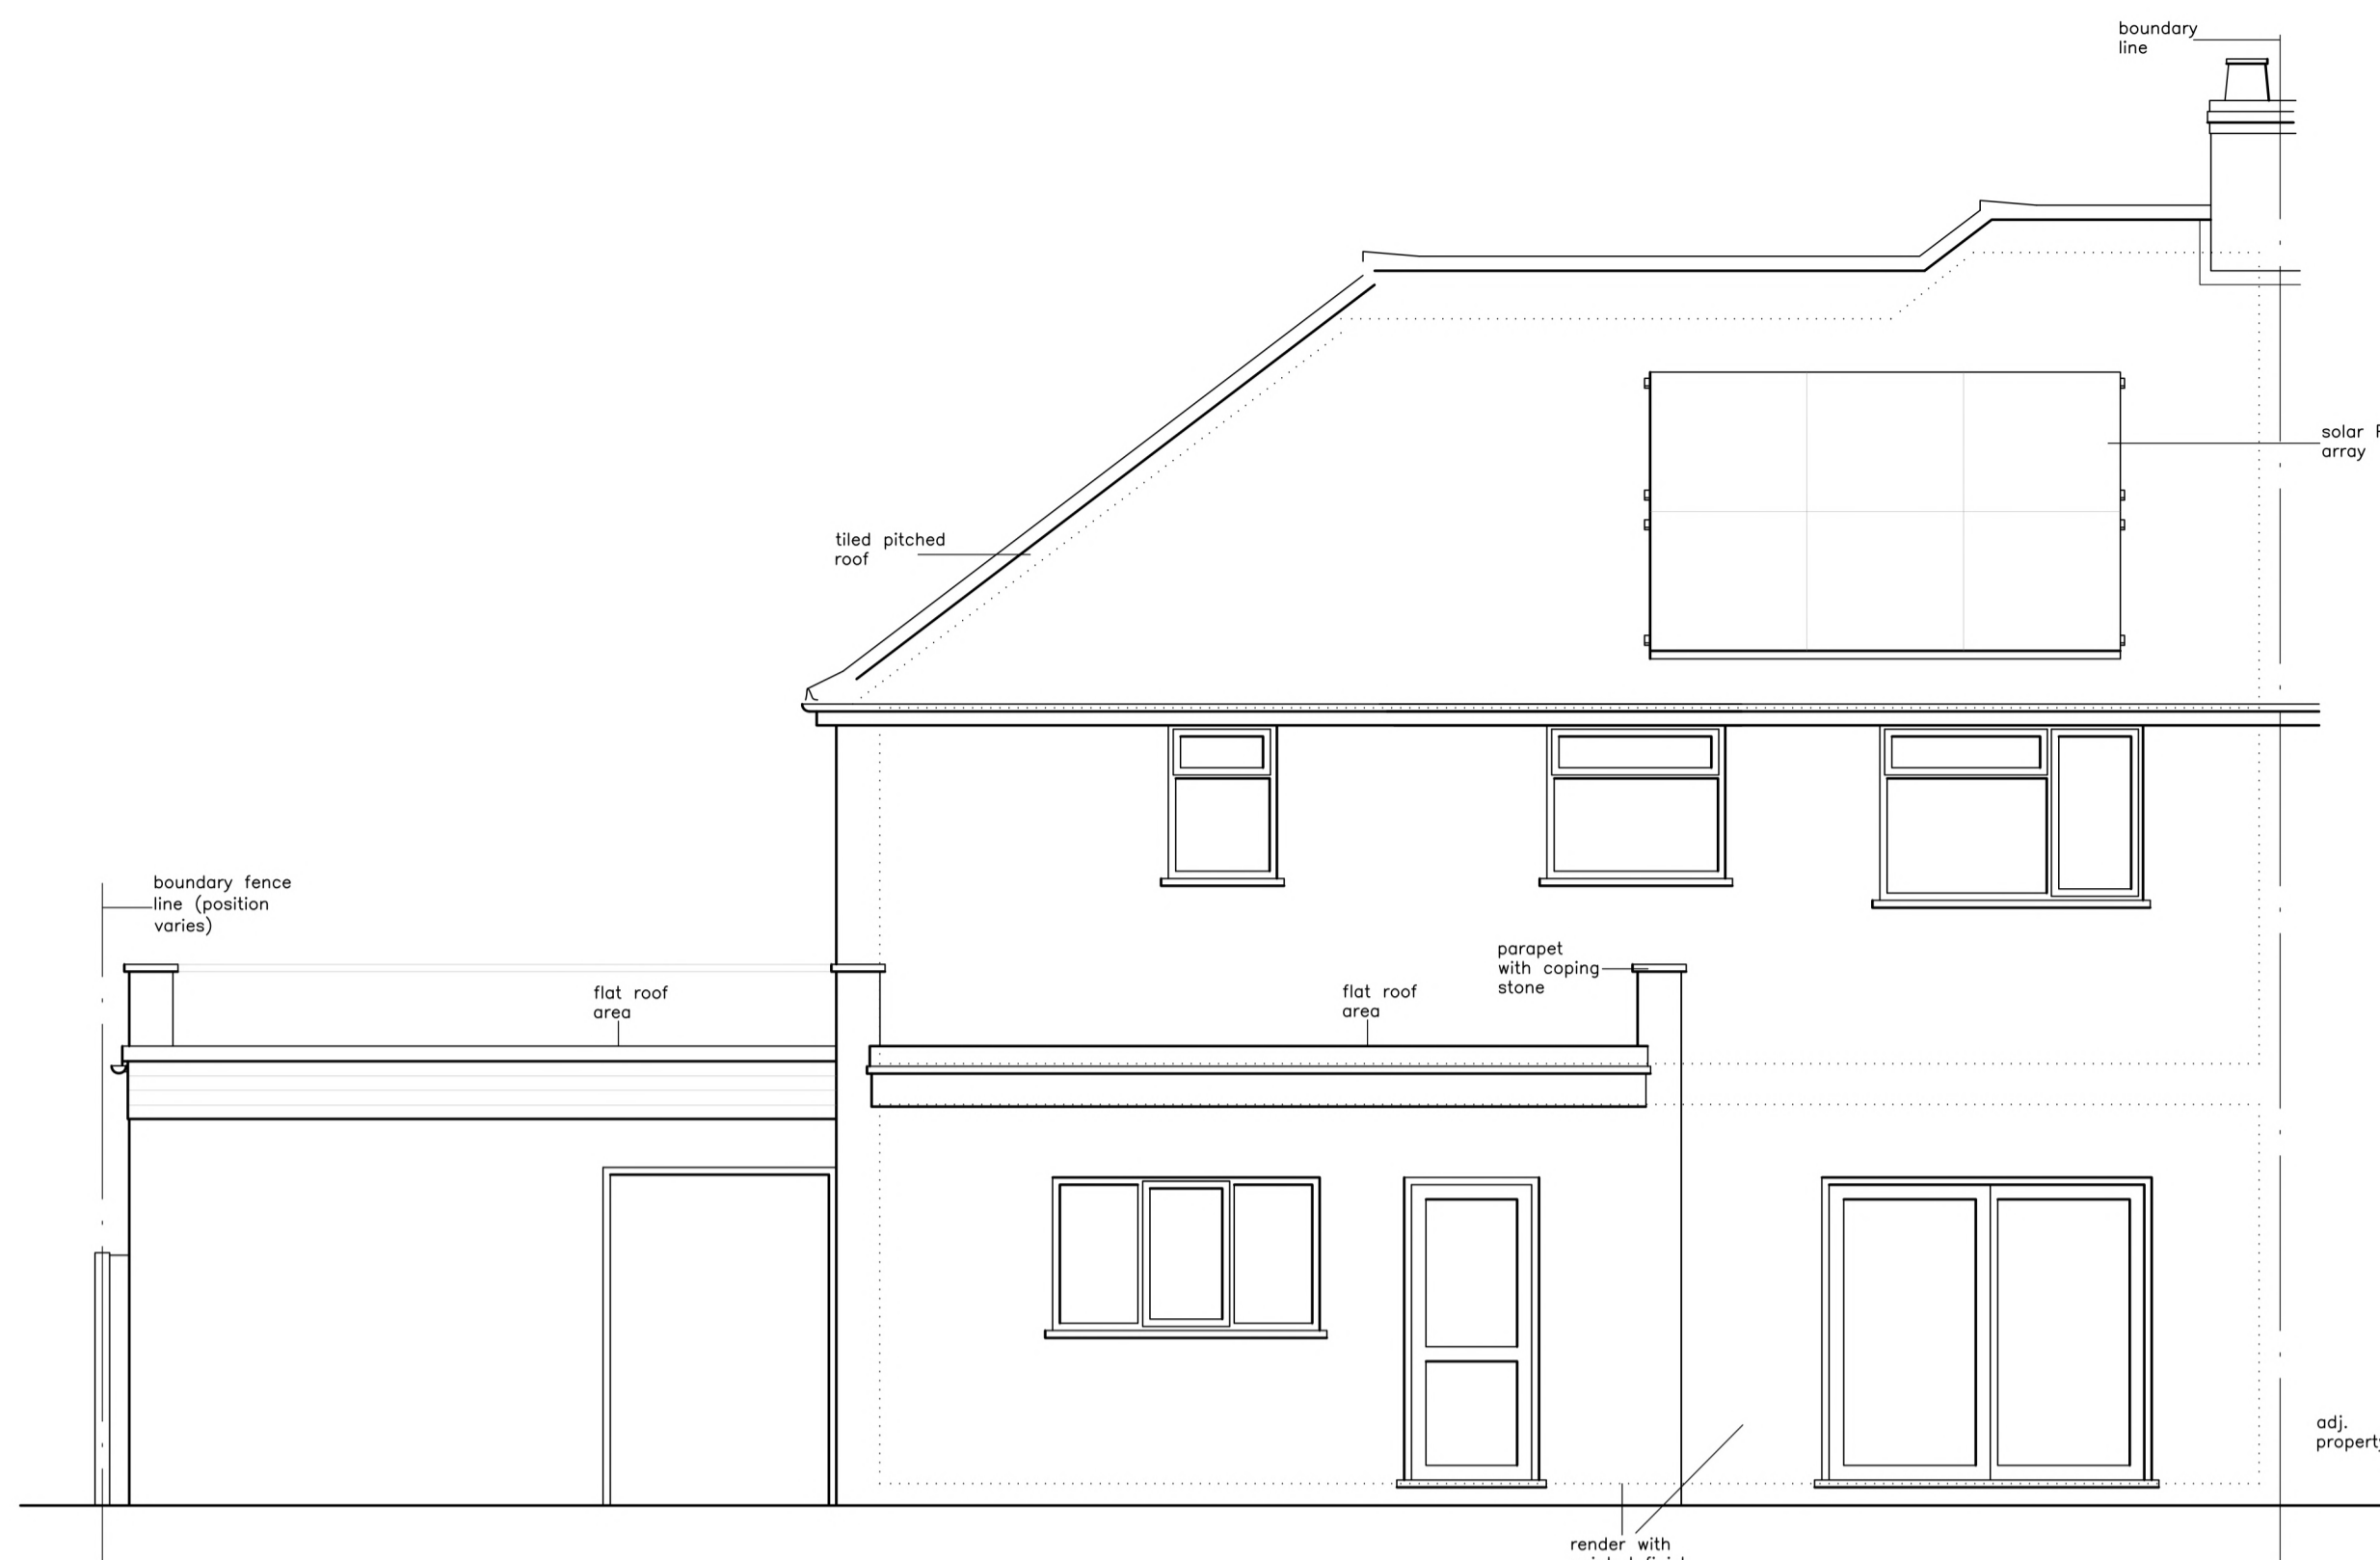 boundary
line
solar
array
tiled pitched
roof
boundary fence
line (position
varies)
parapet
with coping
stone
flat roof
area
flat roof
area
adj.
propert
render with